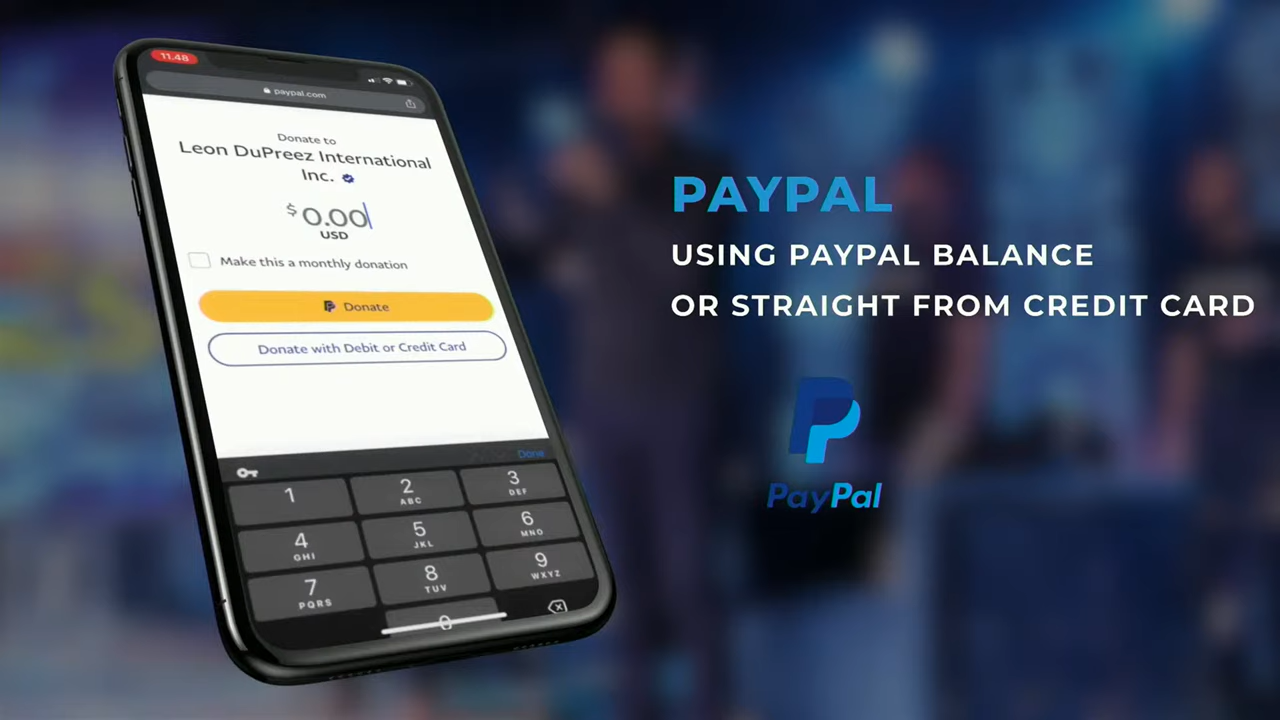 11.48
paypal.com
Donate to
Leon DuPreez International
Inc.
$0.00
USD
Make this a monthly donation
Donate
Donate with Debit or Credit Card
Done
1
2
ABC
3
DEF
4
GHI
5
JKL
6
MNO
7
PQRS
8
TUV
9
WXYZ
0
PAYPAL
USING PAYPAL BALANCE
OR STRAIGHT FROM CREDIT CARD
PayPal